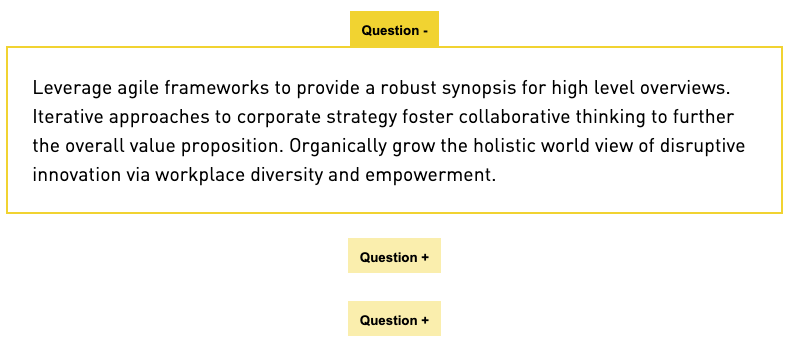 Question -
Leverage agile frameworks to provide a robust synopsis for high level overviews.
Iterative approaches to corporate strategy foster collaborative thinking to further
the overall value proposition. Organically grow the holistic world view of disruptive
innovation via workplace diversity and empowerment.
Question +
Question +